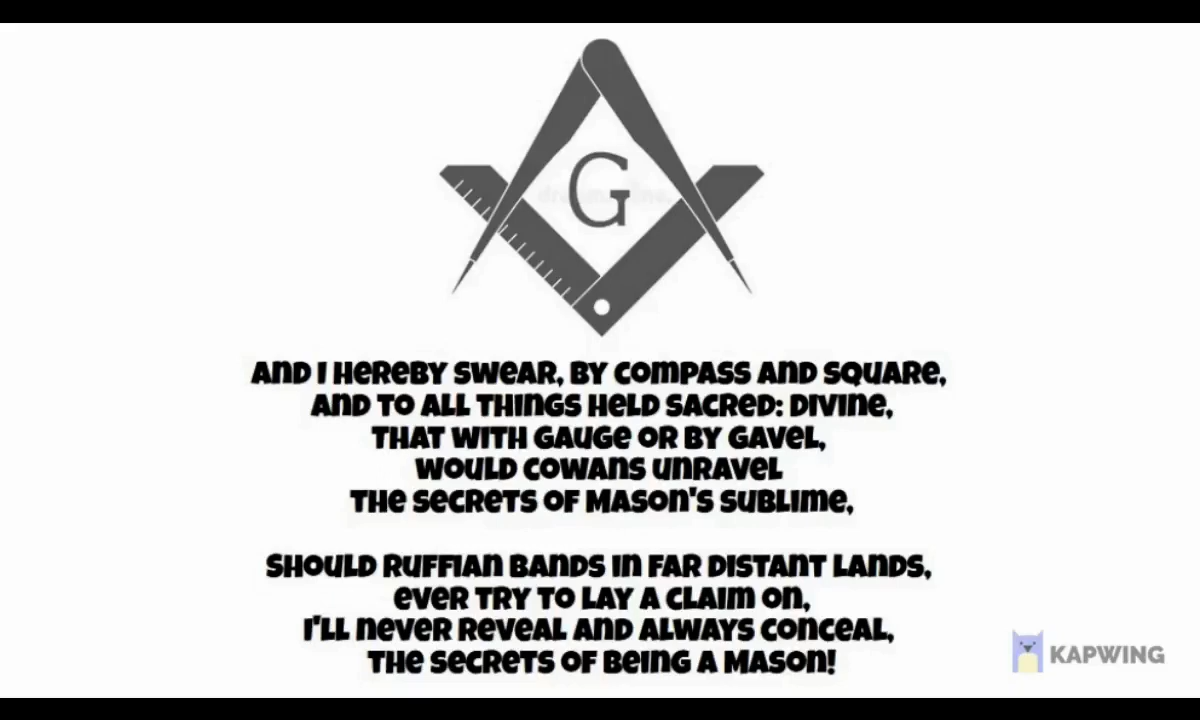 G
AND I HEREBY SWEAR, BY COMPASS AND SQUARE,
AND TO ALL THINGS HELD SACRED: DIVINE,
THAT WITH GAUGE OR BY GAVEL,
WOULD COWANS UNRAVEL
THE SECRETS OF MASON'S SUBLIME,
SHOULD RUFFIAN BANDS IN FAR DISTANT LANDS,
EVER TRY TO LAY A CLAIM ON,
I'LL NEVER REVEAL AND ALWAYS CONCEAL,
THE SECRETS OF BEING A MASON!
KAPWING